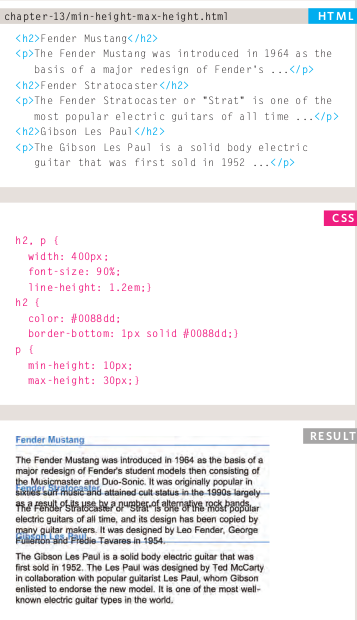 chapter-13/min-height-max-height.html HTML
<h2>Fender Mustang</h2>
<p>The Fender Mustang was introduced in 1964 as the
basis of a major redesign of Fender's ...</p>
<h2>Fender Stratocaster</h2>
<p>The Fender Stratocaster or "Strat" is one of the
most popular electric guitars of all time ...</p>
<h2>Gibson Les Paul</h2>
<p>The Gibson Les Paul is a solid body electric
guitar that was first sold in 1952 ...</p>
CSS
h2, p {
width: 400px;
font-size: 90%;
line-height: 1.2em;}
h2 {
color: #0088dd;
border-bottom: 1px solid #0088dd;}
p {
min-height: 10px;
max-height: 30px;}
RESULT
Fender Mustang
The Fender Mustang was introduced in 1964 as the basis of a
major redesign of Fender's student models then consisting of
the Musicmaster and Duo-Sonic. It was originally popular in
Fender Stratocaster
sixties surf music and attained cult status in the 1990s largely
as a result of its use by a number of alternative rock bands.
The Fender Stratocaster or "Strat" is one of the most popular
electric guitars of all time, and its design has been copied by
many guitar makers. It was designed by Leo Fender, George
Gibson Les Paul
Fullerton and Fredie Tavares in 1954.
The Gibson Les Paul is a solid body electric guitar that was
first sold in 1952. The Les Paul was designed by Ted McCarty
in collaboration with popular guitarist Les Paul, whom Gibson
enlisted to endorse the new model. It is one of the most well-
known electric guitar types in the world.